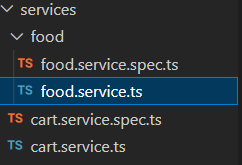 services
food
TS food.service.spec.ts
TS food.service.ts
TS cart.service.spec.ts
TS cart.service.ts